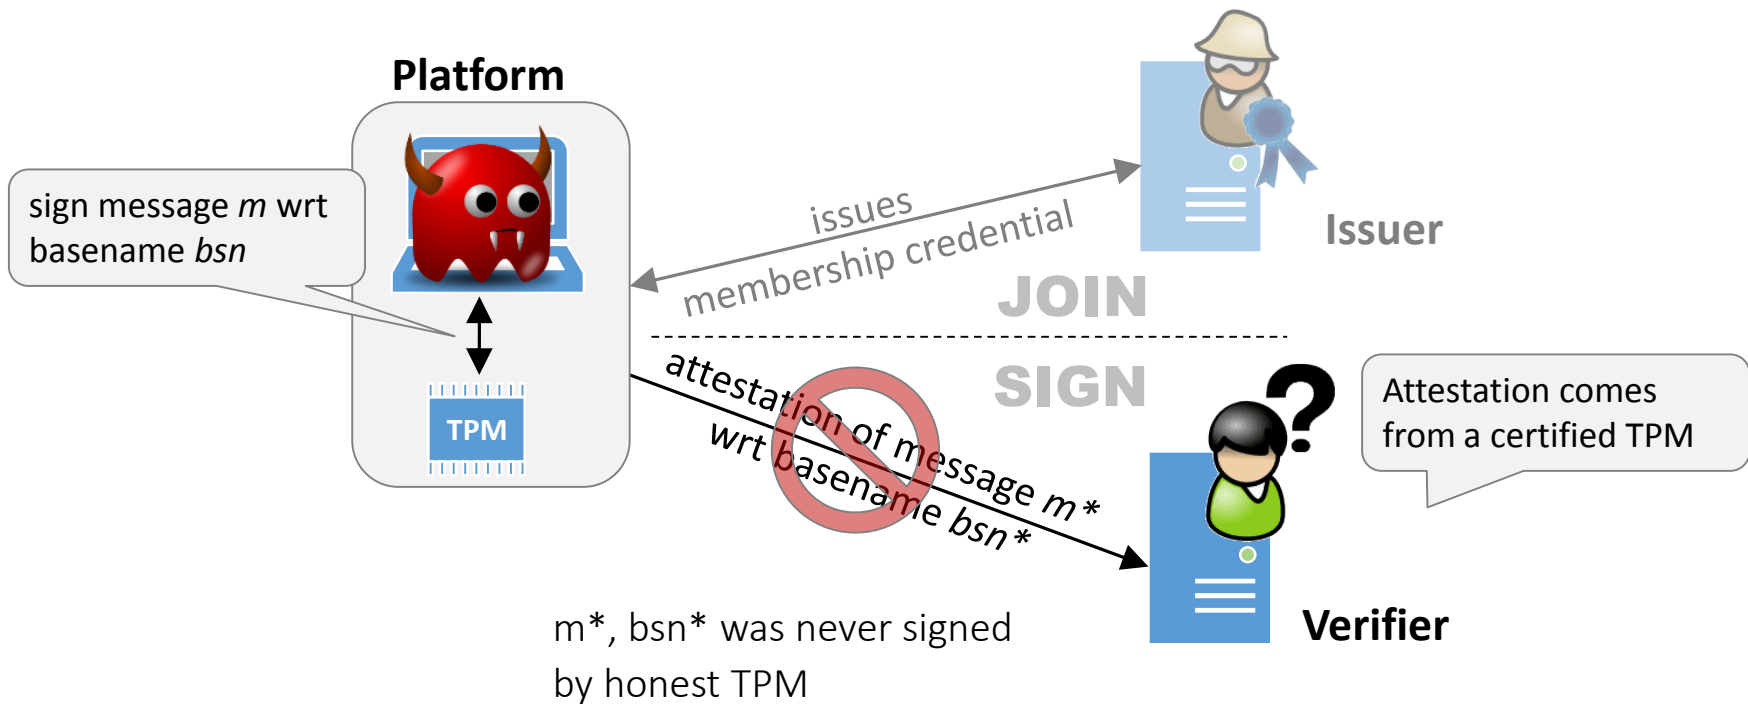 Platform
sign message m wrt
basename bsn
TPM
issues
membership credential
Issuer
JOIN
SIGN
attestation of message m*
wrt basename bsn*
?
Attestation comes
from a certified TPM
Verifier
m*, bsn* was never signed
by honest TPM